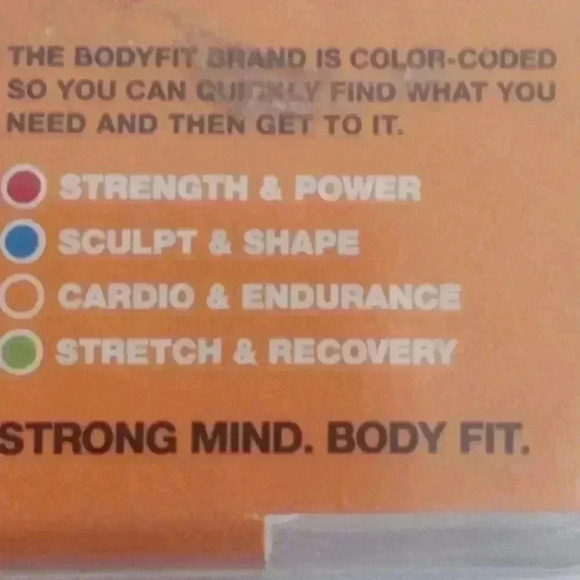 THE BODYFIT BRAND IS COLOR-CODED
SO YOU CAN QUICKLY FIND WHAT YOU
NEED AND THEN GET TO IT.
STRENGTH & POWER
SCULPT & SHAPE
CARDIO & ENDURANCE
STRETCH & RECOVERY
STRONG MIND. BODY FIT.